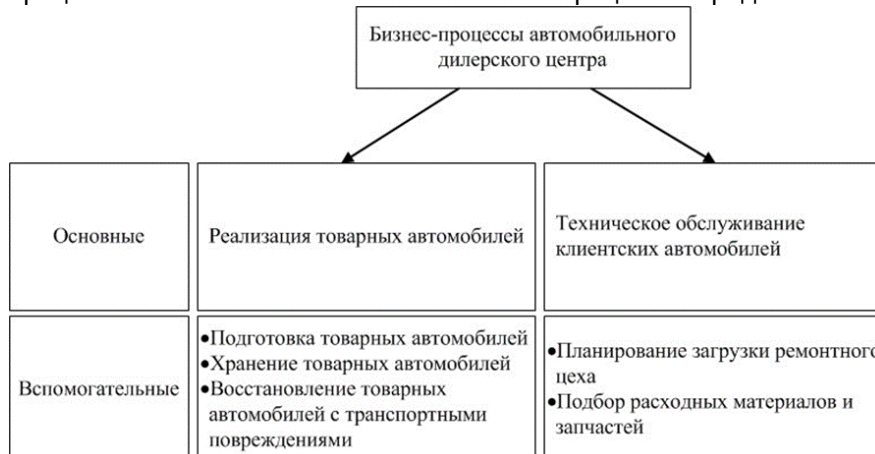 Бизнес-процессы автомобильного
дилерского центра
Основные
Реализация товарных автомобилей
Техническое обслуживание
клиентских автомобилей
Вспомогательные
•Подготовка товарных автомобилей
•Хранение товарных автомобилей
•Восстановление товарных
автомобилей с транспортными
повреждениями
•Планирование загрузки ремонтного
цеха
•Подбор расходных материалов и
запчастей